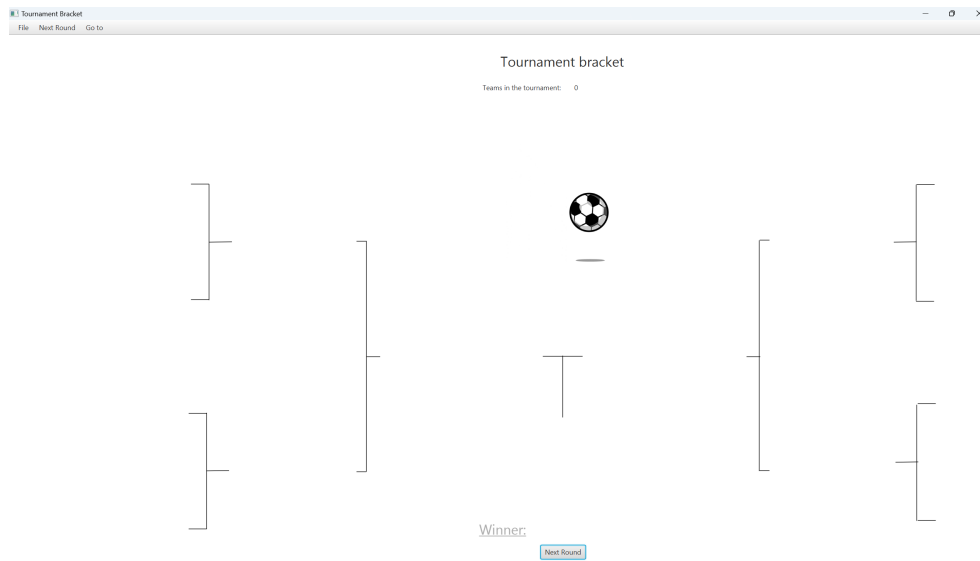 Tournament Bracket
File Next Round Go to
Tournament bracket
Teams in the tournament: 0
Winner:
Next Round